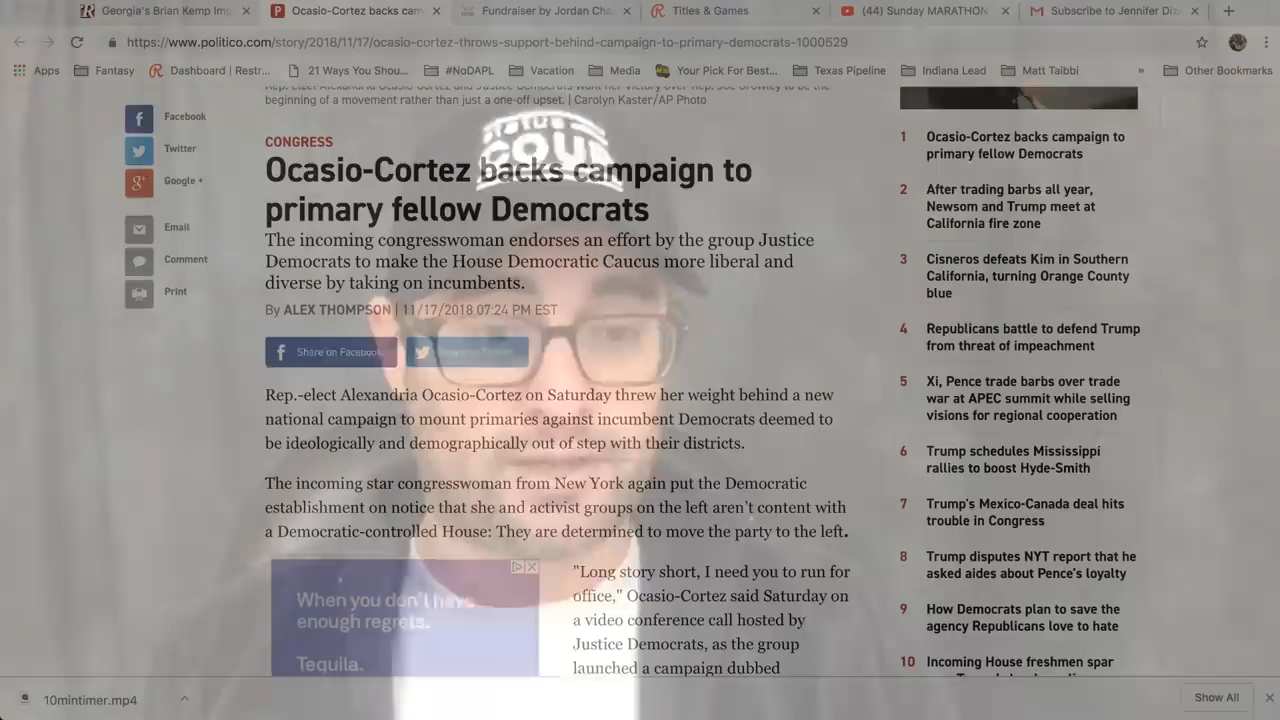 Georgia's Brian Kemp Imp
Ocasio-Cortez backs cam
Fundraiser by Jordan Cha
Titles & Games
(44) Sunday MARATHON
Subscribe to Jennifer Diz
https://www.politico.com/story/2018/11/17/ocasio-cortez-throws-support-behind-campaign-to-primary-democrats-1000529
Apps
Fantasy
Dashboard | Restr...
21 Ways You Shou...
#NoDAPL
Vacation
Media
Your Pick For Best...
Texas Pipeline
Indiana Lead
Matt Taibbi
»
Other Bookmarks
beginning of a movement rather than just a one-off upset. | Carolyn Kaster/AP Photo
Facebook
Twitter
Google +
Email
Comment
Print
CONGRESS
Ocasio-Cortez backs campaign to
primary fellow Democrats
The incoming congresswoman endorses an effort by the group Justice
Democrats to make the House Democratic Caucus more liberal and
diverse by taking on incumbents.
By ALEX THOMPSON | 11/17/2018 07:24 PM EST
Share on Facebook
Rep.-elect Alexandria Ocasio-Cortez on Saturday threw her weight behind a new
national campaign to mount primaries against incumbent Democrats deemed to
be ideologically and demographically out of step with their districts.
The incoming star congresswoman from New York again put the Democratic
establishment on notice that she and activist groups on the left aren't content with
a Democratic-controlled House: They are determined to move the party to the left.
When you don't have
enough regrets.
Tequila.
"Long story short, I need you to run for
office," Ocasio-Cortez said Saturday on
a video conference call hosted by
Justice Democrats, as the group
launched a campaign dubbed
1 Ocasio-Cortez backs campaign to
primary fellow Democrats
2 After trading barbs all year,
Newsom and Trump meet at
California fire zone
3 Cisneros defeats Kim in Southern
California, turning Orange County
blue
4 Republicans battle to defend Trump
from threat of impeachment
5 Xi, Pence trade barbs over trade
war at APEC summit while selling
visions for regional cooperation
6 Trump schedules Mississippi
rallies to boost Hyde-Smith
7 Trump's Mexico-Canada deal hits
trouble in Congress
8 Trump disputes NYT report that he
asked aides about Pence's loyalty
9 How Democrats plan to save the
agency Republicans love to hate
10 Incoming House freshmen spar
10mintimer.mp4
Show All